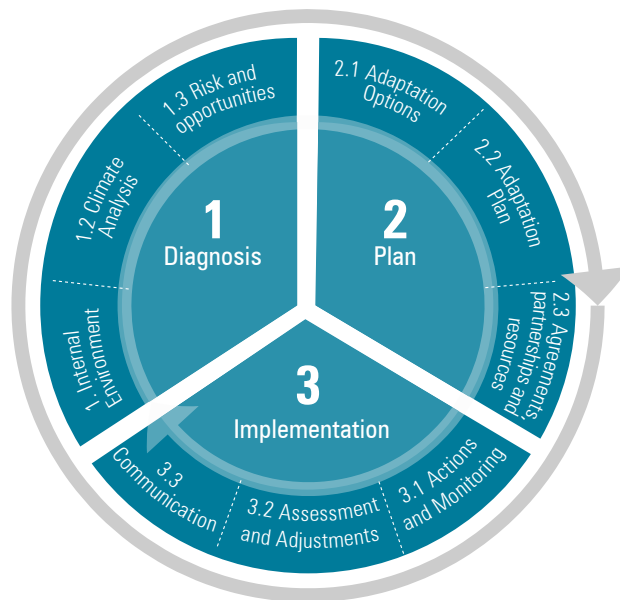 1
Diagnosis
1. Internal
Environment
1.2 Climate
Analysis
1.3 Risk and
opportunities
2
Plan
2.1 Adaptation
Options
2.2 Adaptation
Plan
2.3 Agreements,
partnerships and
resources
3
Implementation
3.1 Actions
and Monitoring
3.2 Assessment
and Adjustments
3.3
Communication